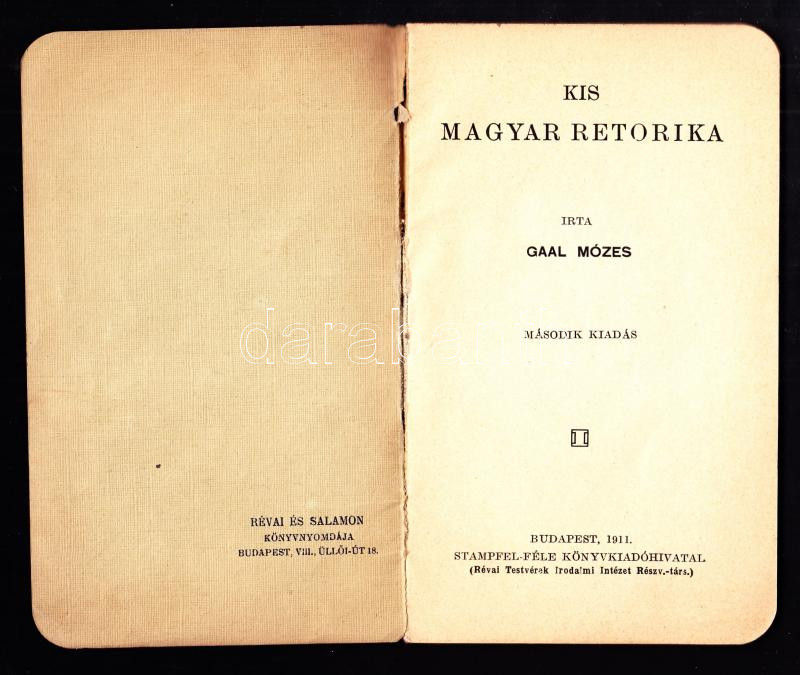 RÉVAI ÉS SALAMON
KÖNYVNYOMDÁJA
BUDAPEST, VIII., ÜLLŐI-ÚT 18.
KIS
MAGYAR RETORIKA
IRTA
GAAL MÓZES
MÁSODIK KIADÁS
BUDAPEST, 1911.
STAMPFEL-FÉLE KÖNYVKIADÓHIVATAL
(Révai Testvérek Irodalmi Intézet Részv.-társ.)